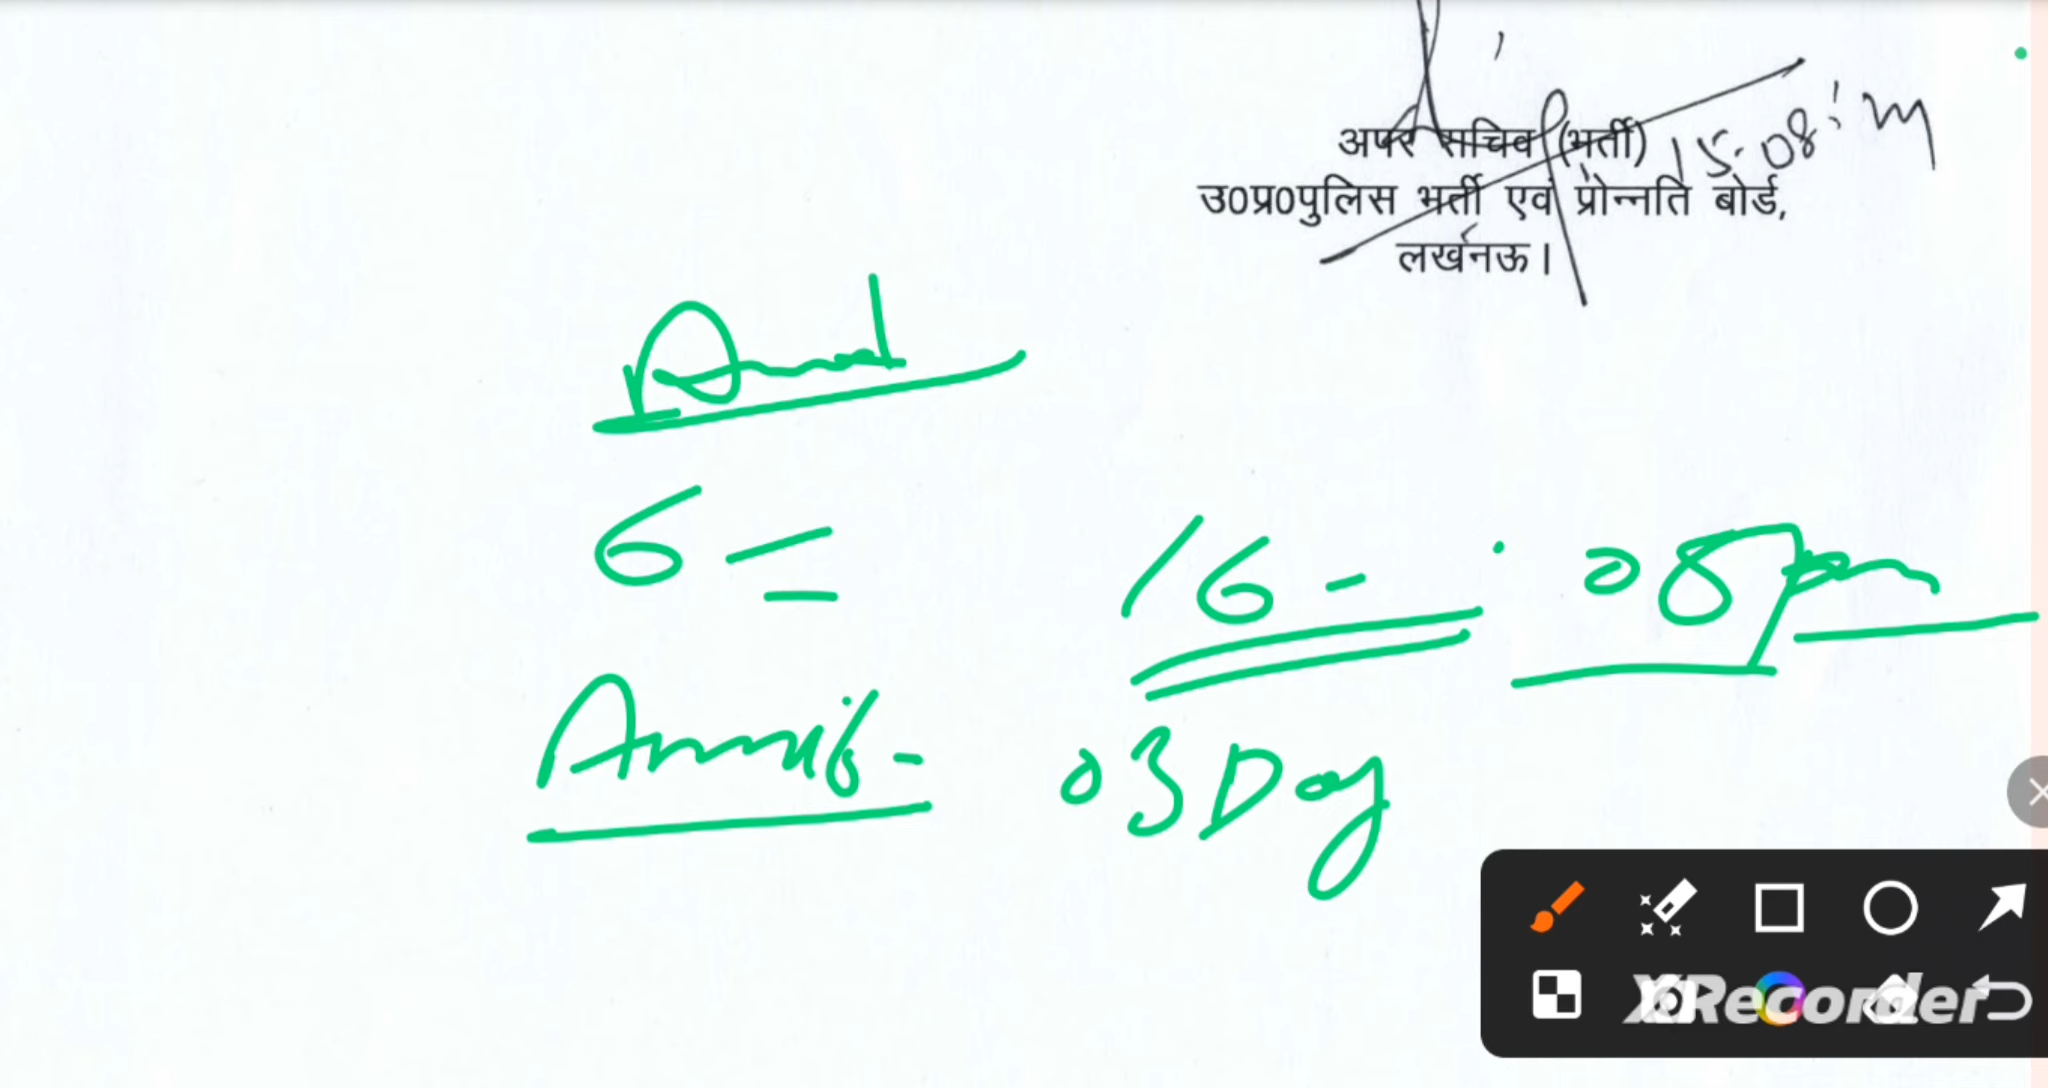 अपर सचिव (भर्ती) 15.08.
उ0प्र0पुलिस भर्ती एवं प्रोन्नति बोर्ड,
लखनऊ।
6 =
16 - 08
03 Day
XRecorder